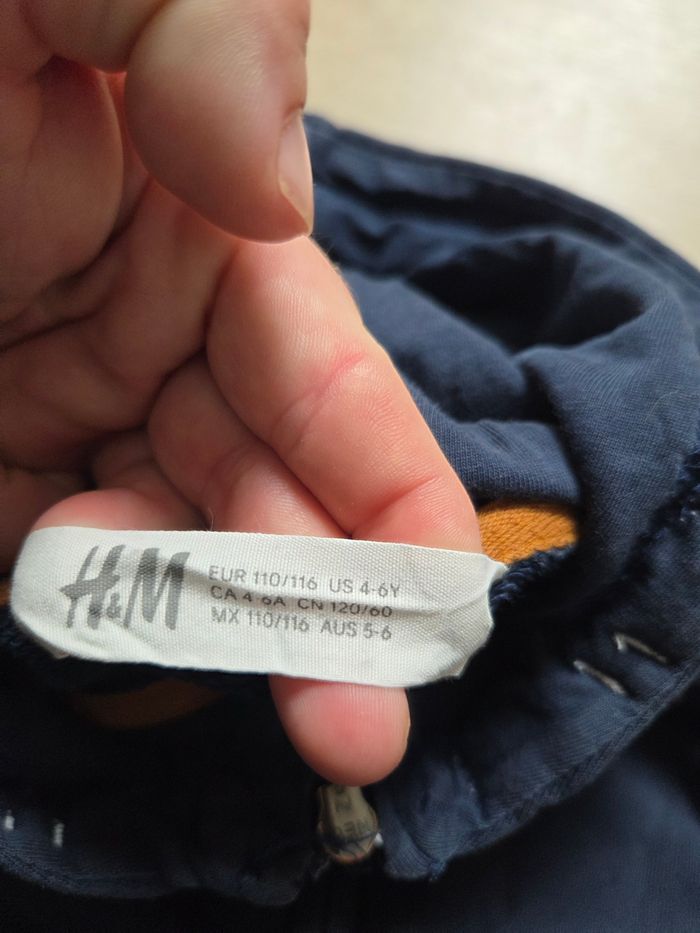 H&M
EUR 110/116 US 4-6Y
CA 4-6A CN 120/60
MX 110/116 AUS 5-6